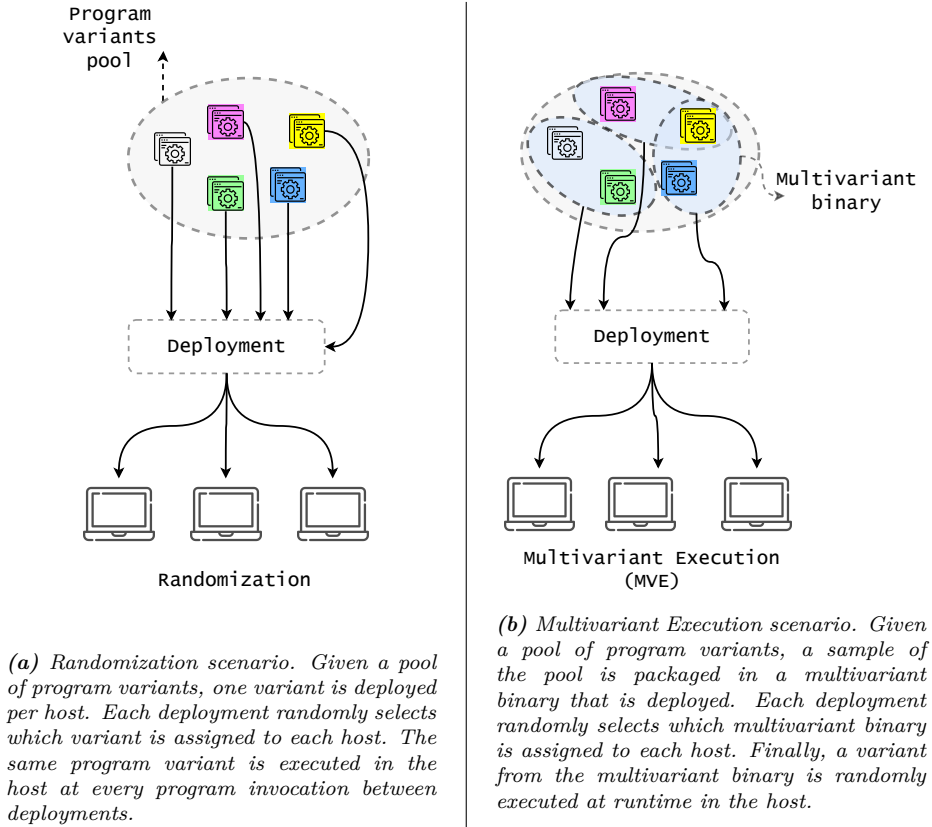 Program
variants
pool
Deployment
Randomization
(a) Randomization scenario. Given a pool
of program variants, one variant is deployed
per host. Each deployment randomly selects
which variant is assigned to each host. The
same program variant is executed in the
host at every program invocation between
deployments.
Multivariant
binary
Deployment
Multivariant Execution
(MVE)
(b) Multivariant Execution scenario. Given
a pool of program variants, a sample of
the pool is packaged in a multivariant
binary that is deployed. Each deployment
randomly selects which multivariant binary
is assigned to each host. Finally, a variant
from the multivariant binary is randomly
executed at runtime in the host.